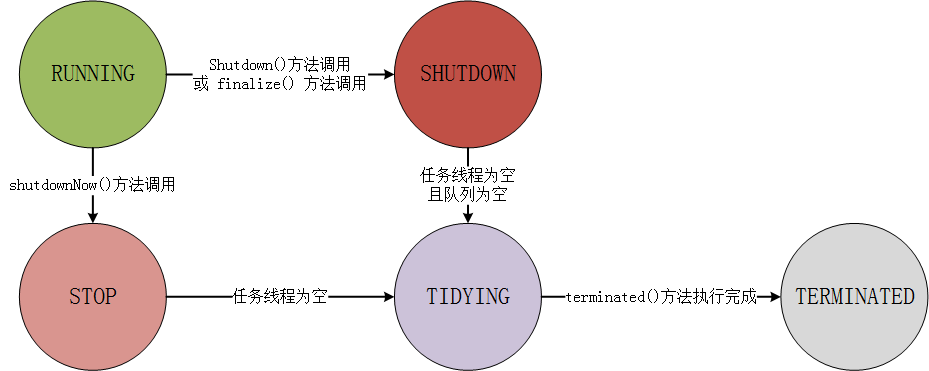 RUNNING
Shutdown()方法调用
或 finalize() 方法调用
SHUTDOWN
shutdownNow()方法调用
任务线程为空
且队列为空
STOP
任务线程为空
TIDYING
terminated()方法执行完成
TERMINATED